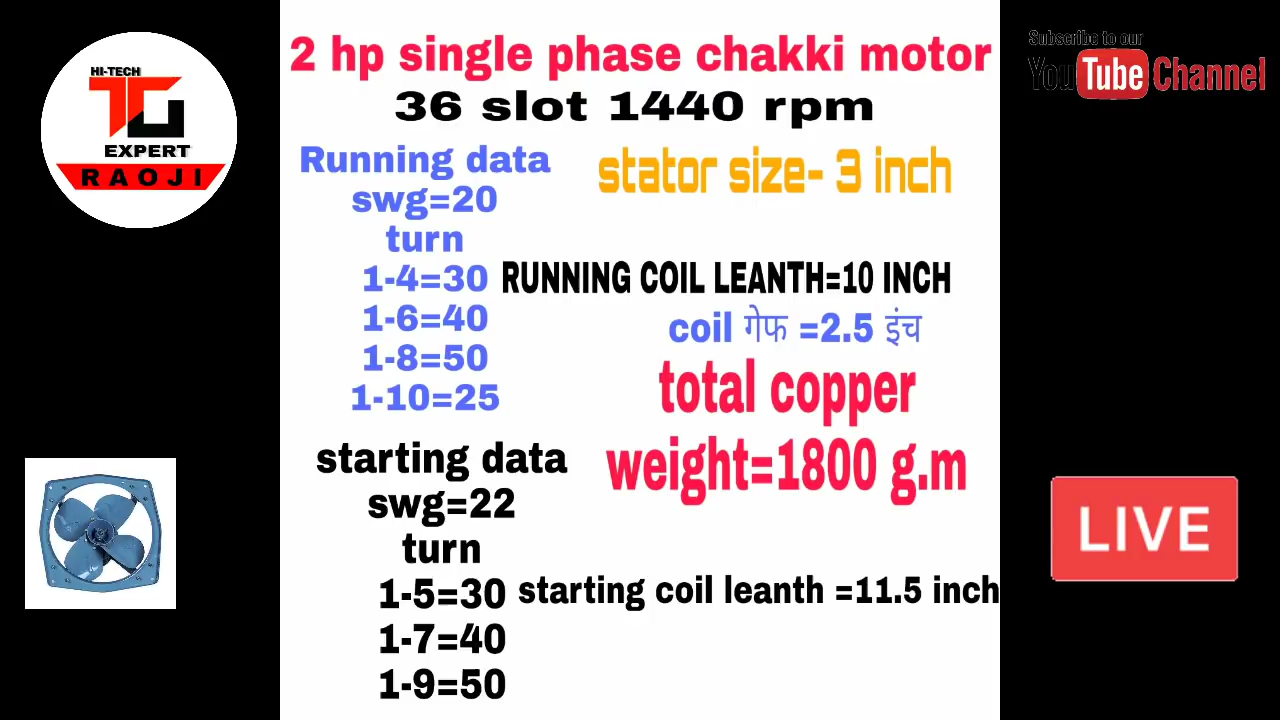 HI-TECH
TG
EXPERT
RAOJI
2 hp single phase chakki motor
36 slot 1440 rpm
Subscribe to our
YouTube Channel
Running data
swg=20
turn
1-4=30
1-6=40
1-8=50
1-10=25
stator size- 3 inch
RUNNING COIL LEANTH=10 INCH
coil गेफ =2.5 इंच
total copper
weight=1800 g.m
starting data
swg=22
turn
1-5=30
1-7=40
1-9=50
starting coil leanth =11.5 inch
LIVE